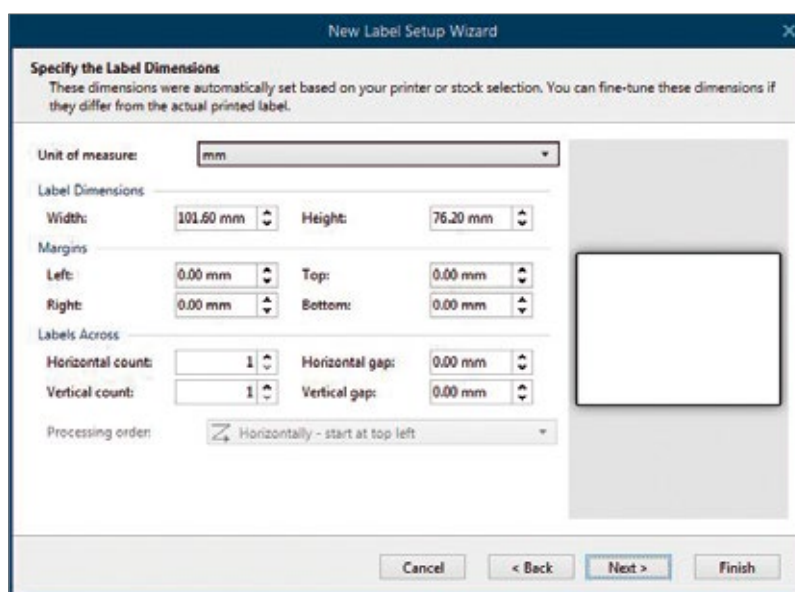 New Label Setup Wizard
Specify the Label Dimensions
These dimensions were automatically set based on your printer or stock selection. You can fine-tune these dimensions if
they differ from the actual printed label.
Unit of measure: mm
Label Dimensions
Width: 101.60 mm Height: 76.20 mm
Margins
Left: 0.00 mm Top: 0.00 mm
Right: 0.00 mm Bottom: 0.00 mm
Labels Across
Horizontal count: 1 Horizontal gap: 0.00 mm
Vertical count: 1 Vertical gap: 0.00 mm
Processing order: Horizontally - start at top left
Cancel < Back Next > Finish